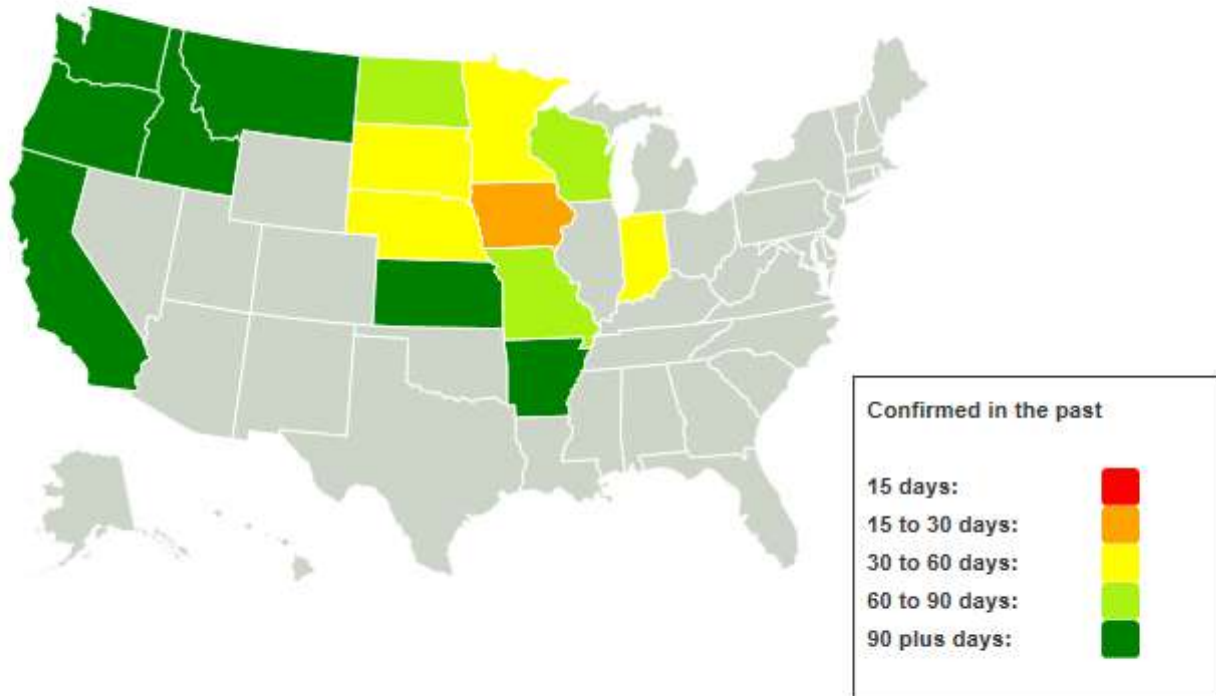 Confirmed in the past
15 days:
15 to 30 days:
30 to 60 days:
60 to 90 days:
90 plus days: